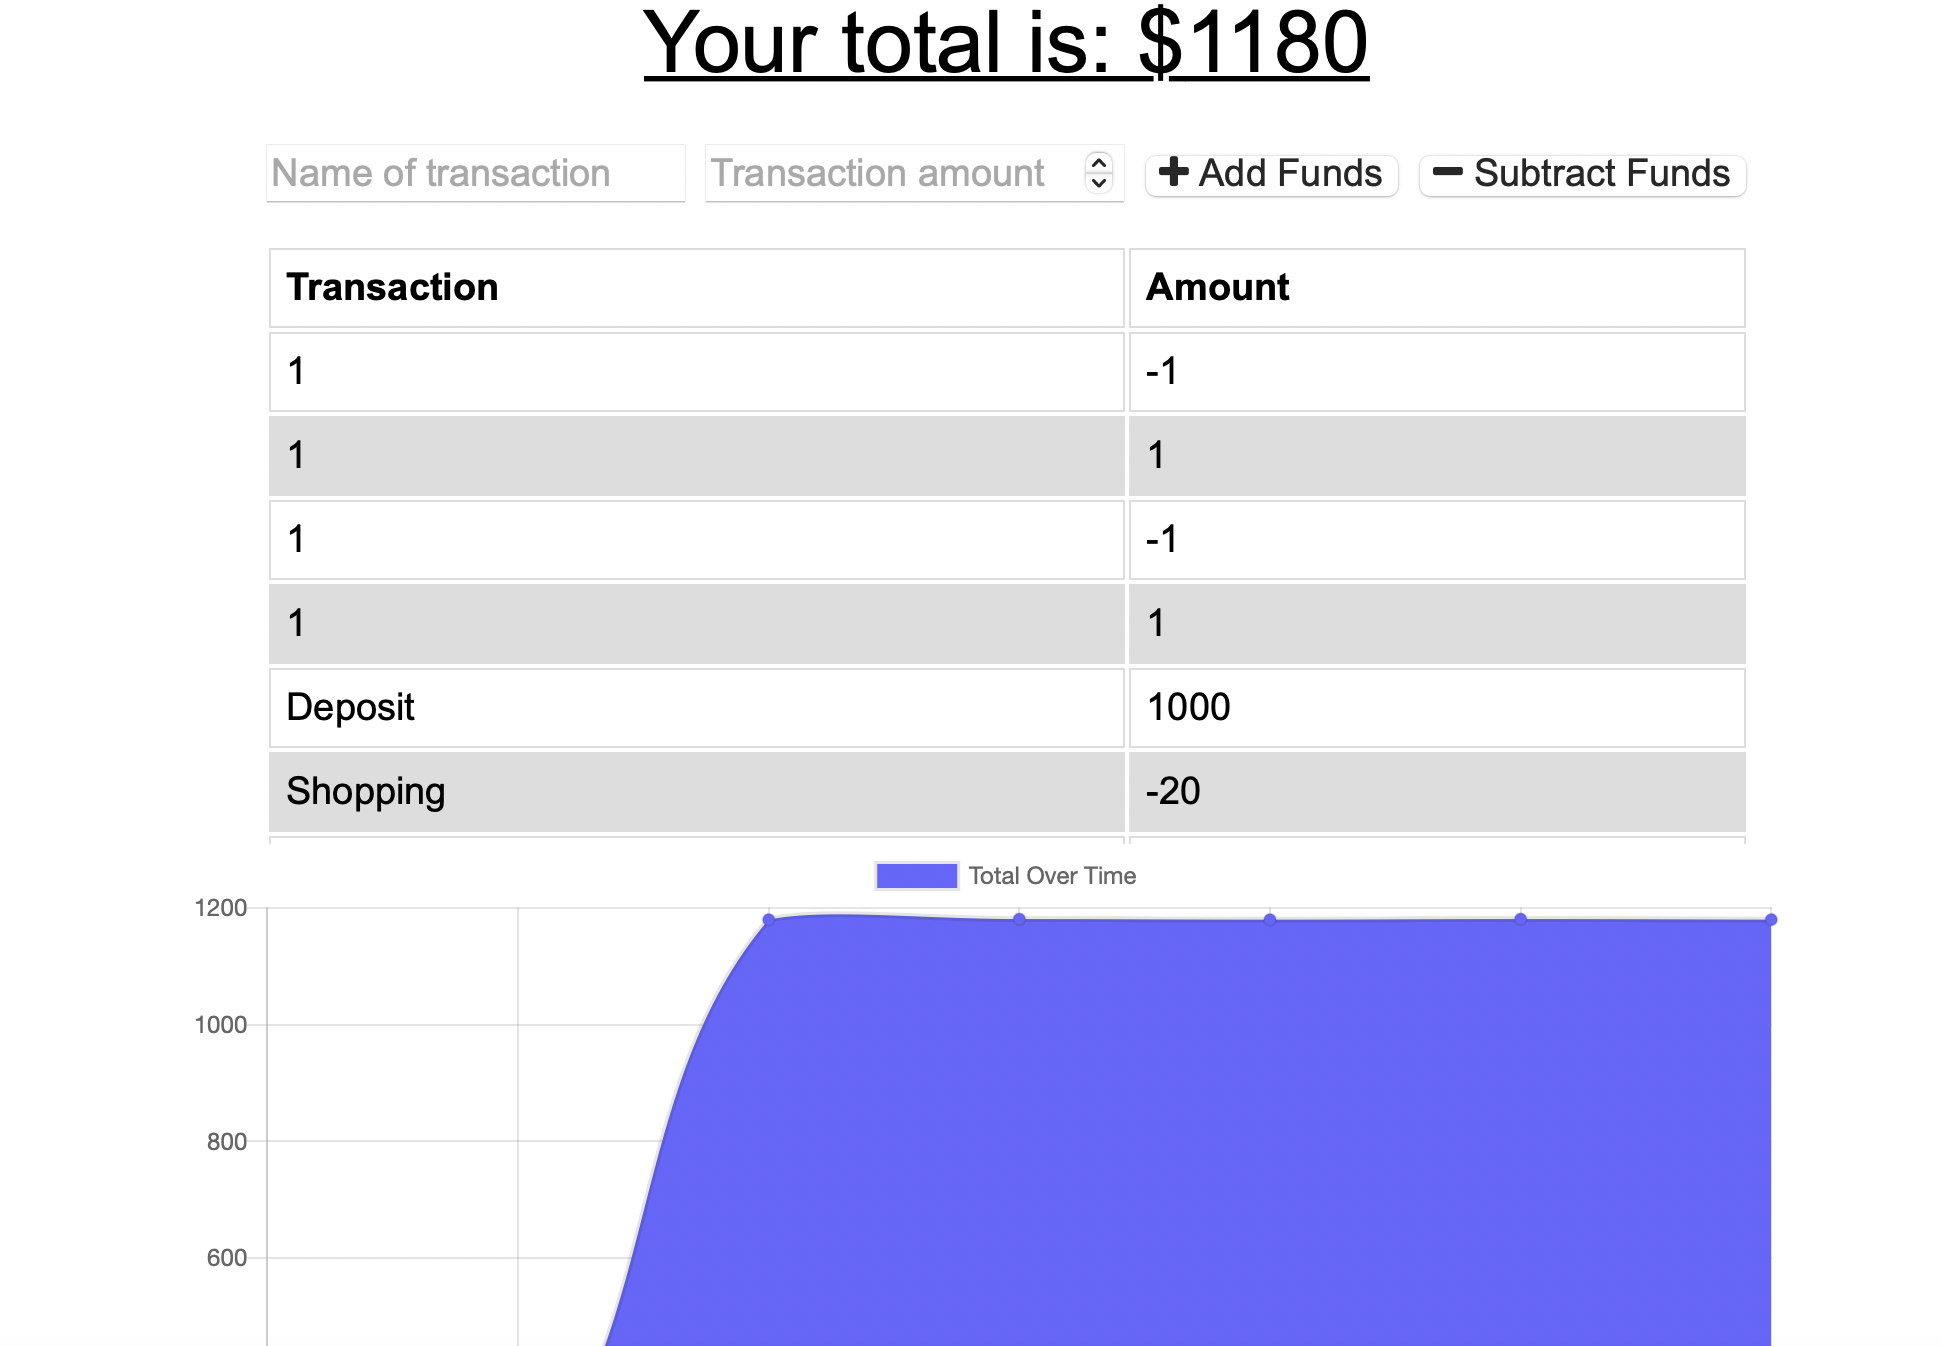 Your total is: $1180
Name of transaction Transaction amount Add Funds Subtract Funds
Transaction Amount
1 -1
1 1
1 -1
1 1
Deposit 1000
Shopping -20
Total Over Time
1200
1000
800
600